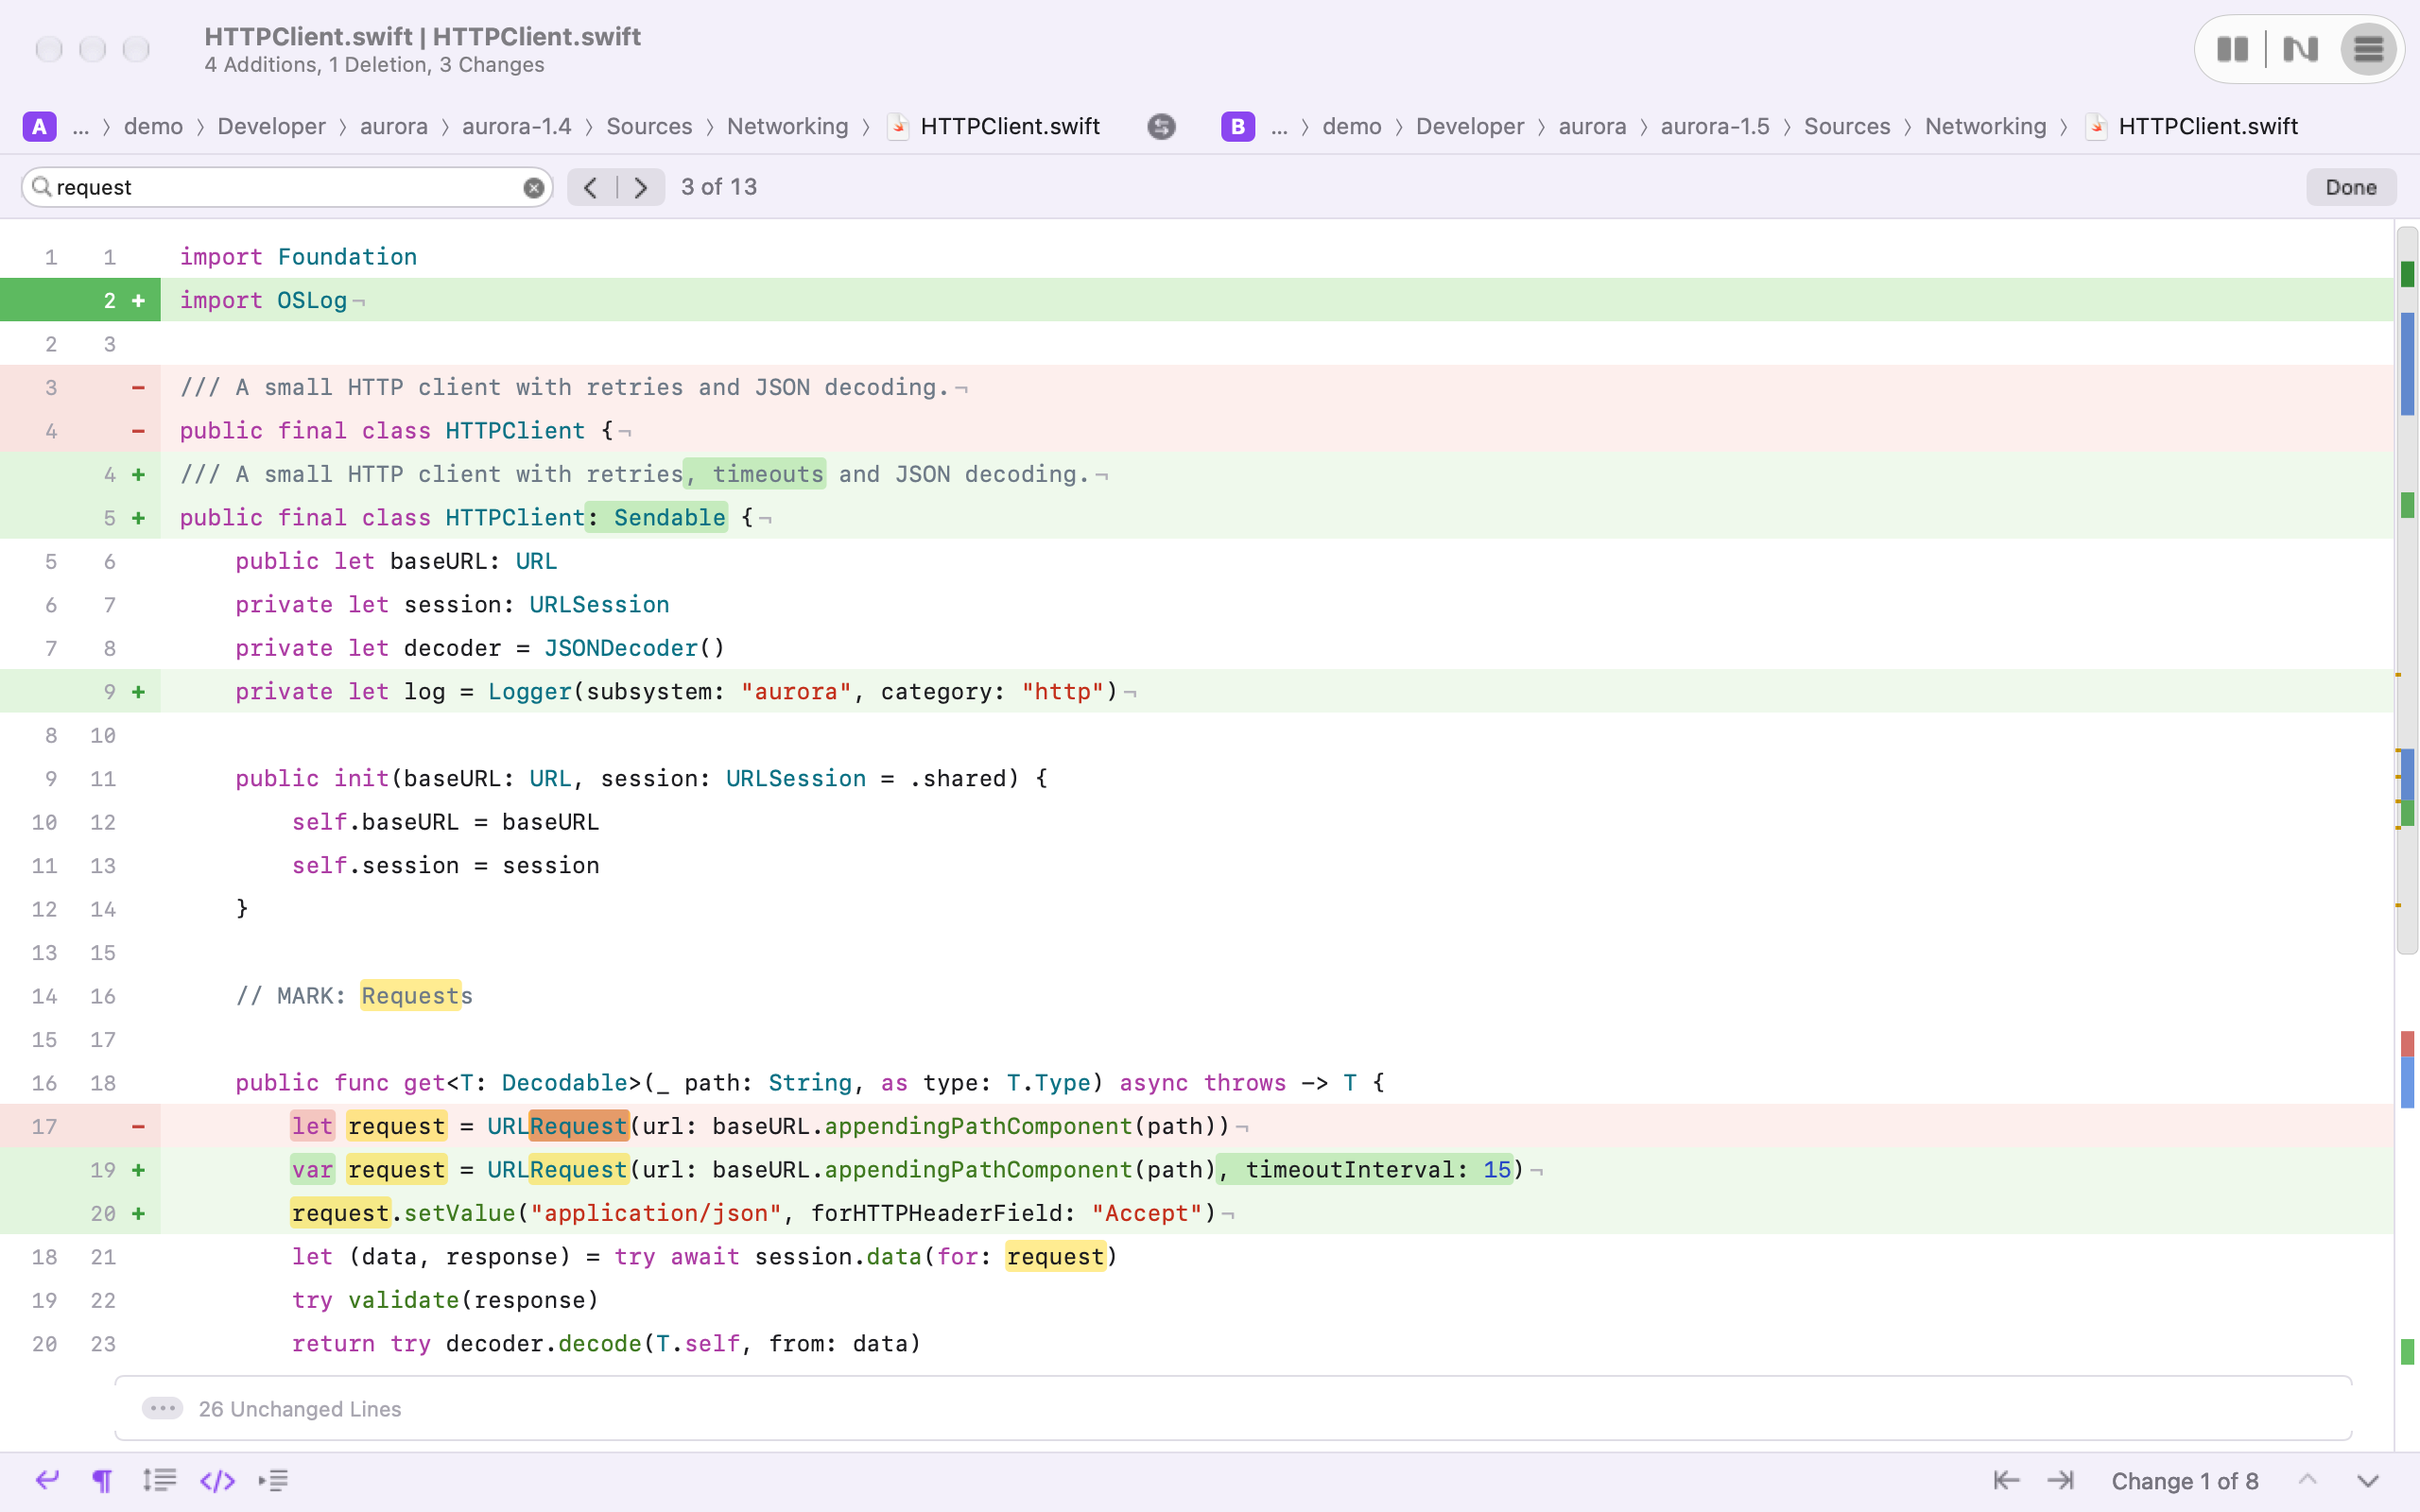 HTTPClient.swift | HTTPClient.swift
4 Additions, 1 Deletion, 3 Changes
A ... 〉 demo 〉 Developer 〉 aurora 〉 aurora-1.4 〉 Sources 〉 Networking 〉 HTTPClient.swift
B ... 〉 demo 〉 Developer 〉 aurora 〉 aurora-1.5 〉 Sources 〉 Networking 〉 HTTPClient.swift
request 3 of 13 Done
1 1 import Foundation
2 + import OSLog¬
2 3
3 − /// A small HTTP client with retries and JSON decoding.¬
4 − public final class HTTPClient {¬
4 + /// A small HTTP client with retries, timeouts and JSON decoding.¬
5 + public final class HTTPClient: Sendable {¬
5 6 public let baseURL: URL
6 7 private let session: URLSession
7 8 private let decoder = JSONDecoder()
9 + private let log = Logger(subsystem: "aurora", category: "http")¬
8 10
9 11 public init(baseURL: URL, session: URLSession = .shared) {
10 12 self.baseURL = baseURL
11 13 self.session = session
12 14 }
13 15
14 16 // MARK: Requests
15 17
16 18 public func get<T: Decodable>(_ path: String, as type: T.Type) async throws -> T {
17 − let request = URLRequest(url: baseURL.appendingPathComponent(path))¬
19 + var request = URLRequest(url: baseURL.appendingPathComponent(path), timeoutInterval: 15)¬
20 + request.setValue("application/json", forHTTPHeaderField: "Accept")¬
18 21 let (data, response) = try await session.data(for: request)
19 22 try validate(response)
20 23 return try decoder.decode(T.self, from: data)
26 Unchanged Lines
Change 1 of 8